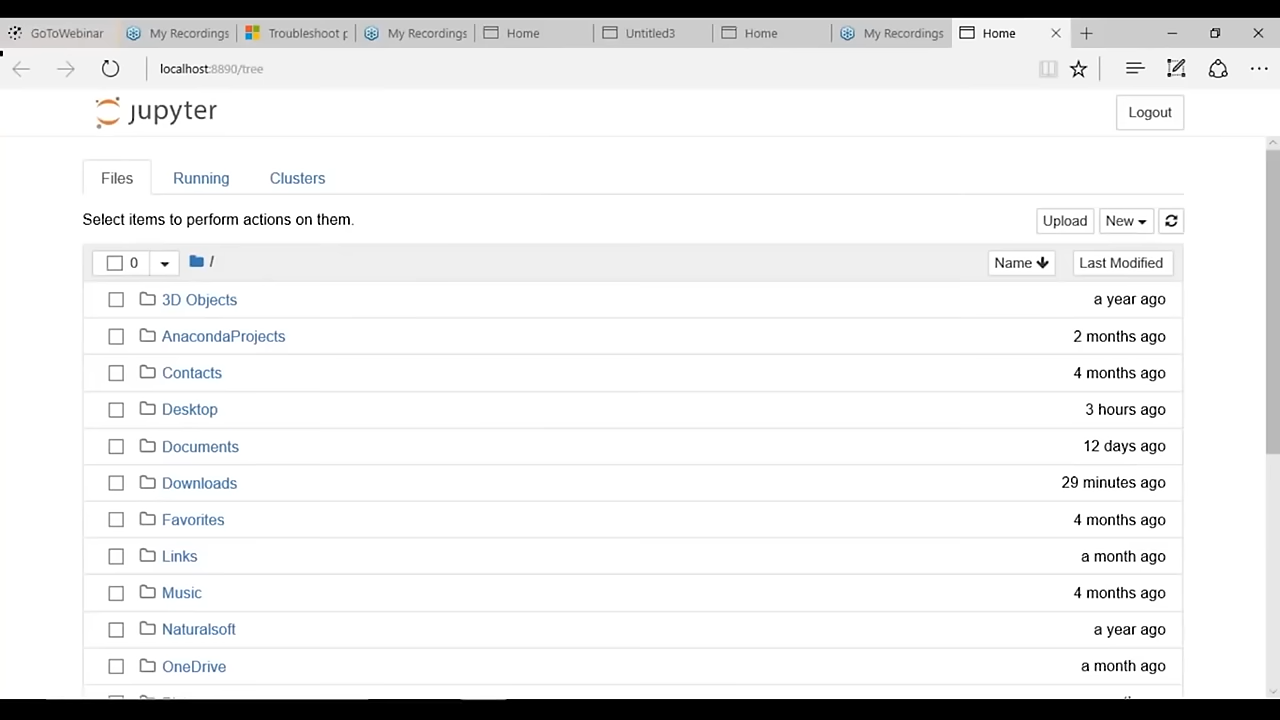 GoToWebinar My Recordings Troubleshoot p My Recordings Home Untitled3 Home My Recordings Home
localhost:8890/tree
jupyter Logout
Files Running Clusters
Select items to perform actions on them. Upload New
0 / Name Last Modified
3D Objects a year ago
AnacondaProjects 2 months ago
Contacts 4 months ago
Desktop 3 hours ago
Documents 12 days ago
Downloads 29 minutes ago
Favorites 4 months ago
Links a month ago
Music 4 months ago
Naturalsoft a year ago
OneDrive a month ago